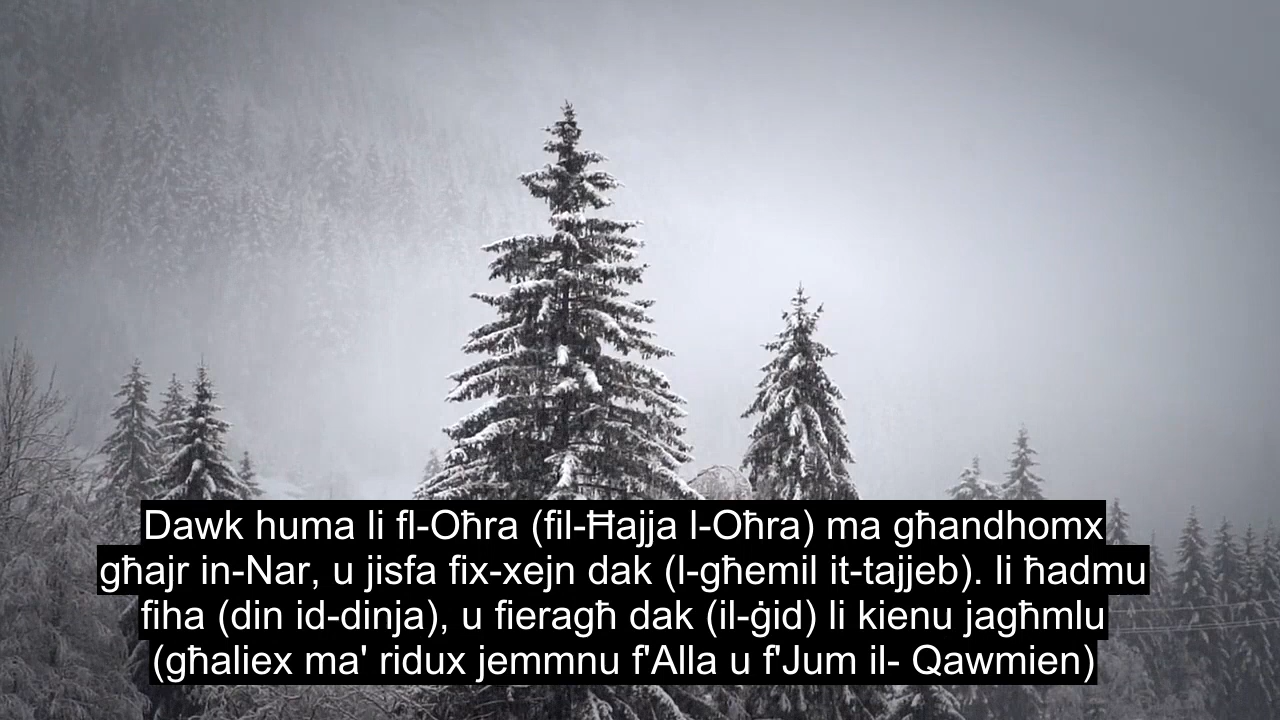 Dawk huma li fl-Oħra (fil-Ħajja l-Oħra) ma għandhomx
għajr in-Nar, u jisfa fix-xejn dak (l-għemil it-tajjeb). li ħadmu
fiha (din id-dinja), u fieragħ dak (il-ġid) li kienu jagħmlu
(għaliex ma' ridux jemmnu f'Alla u f'Jum il- Qawmien)